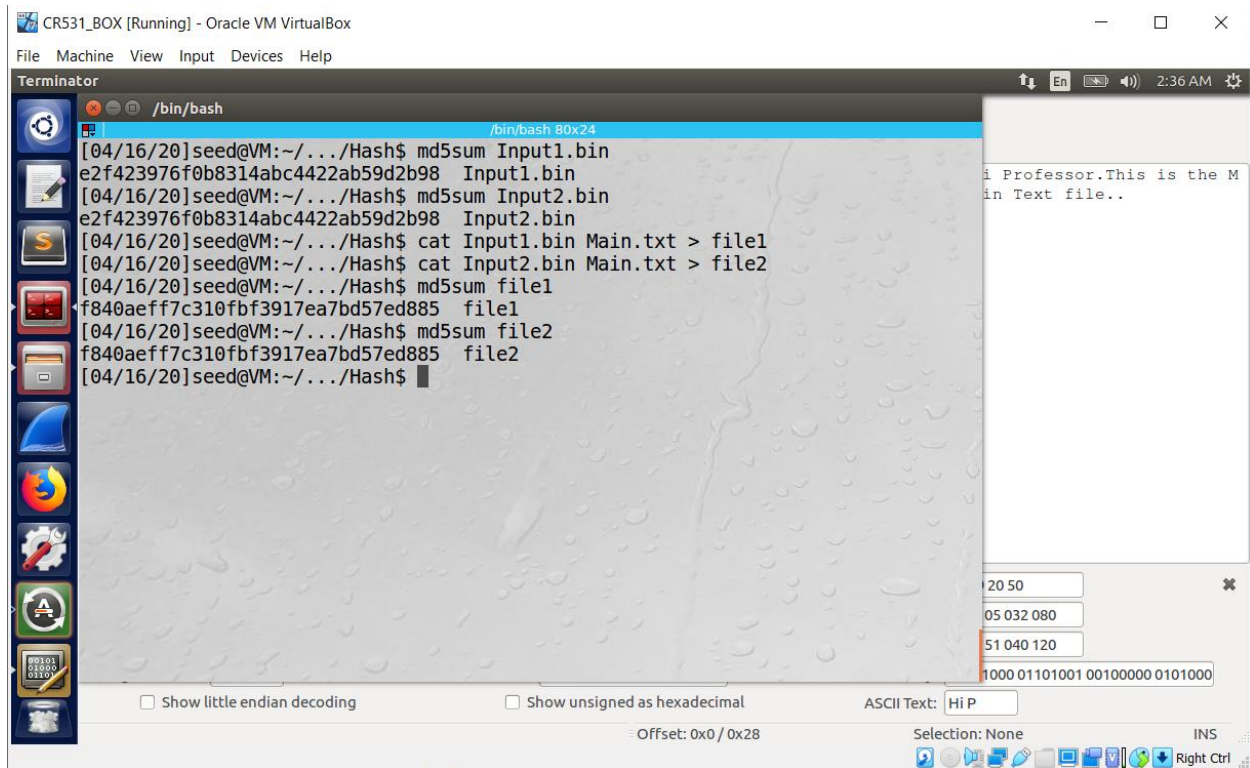 CR531_BOX [Running] - Oracle VM VirtualBox
File Machine View Input Devices Help
Terminator
En
2:36 AM
/bin/bash
/bin/bash 80x24
[04/16/20]seed@VM:~/.../Hash$ md5sum Input1.bin
e2f423976f0b8314abc4422ab59d2b98  Input1.bin
[04/16/20]seed@VM:~/.../Hash$ md5sum Input2.bin
e2f423976f0b8314abc4422ab59d2b98  Input2.bin
[04/16/20]seed@VM:~/.../Hash$ cat Input1.bin Main.txt > file1
[04/16/20]seed@VM:~/.../Hash$ cat Input2.bin Main.txt > file2
[04/16/20]seed@VM:~/.../Hash$ md5sum file1
f840aeff7c310fbf3917ea7bd57ed885  file1
[04/16/20]seed@VM:~/.../Hash$ md5sum file2
f840aeff7c310fbf3917ea7bd57ed885  file2
[04/16/20]seed@VM:~/.../Hash$
i Professor.This is the M
in Text file..
20 50
05 032 080
51 040 120
1000 01101001 00100000 0101000
Show little endian decoding
Show unsigned as hexadecimal
ASCII Text: Hi P
Offset: 0x0 / 0x28
Selection: None
INS
Right Ctrl